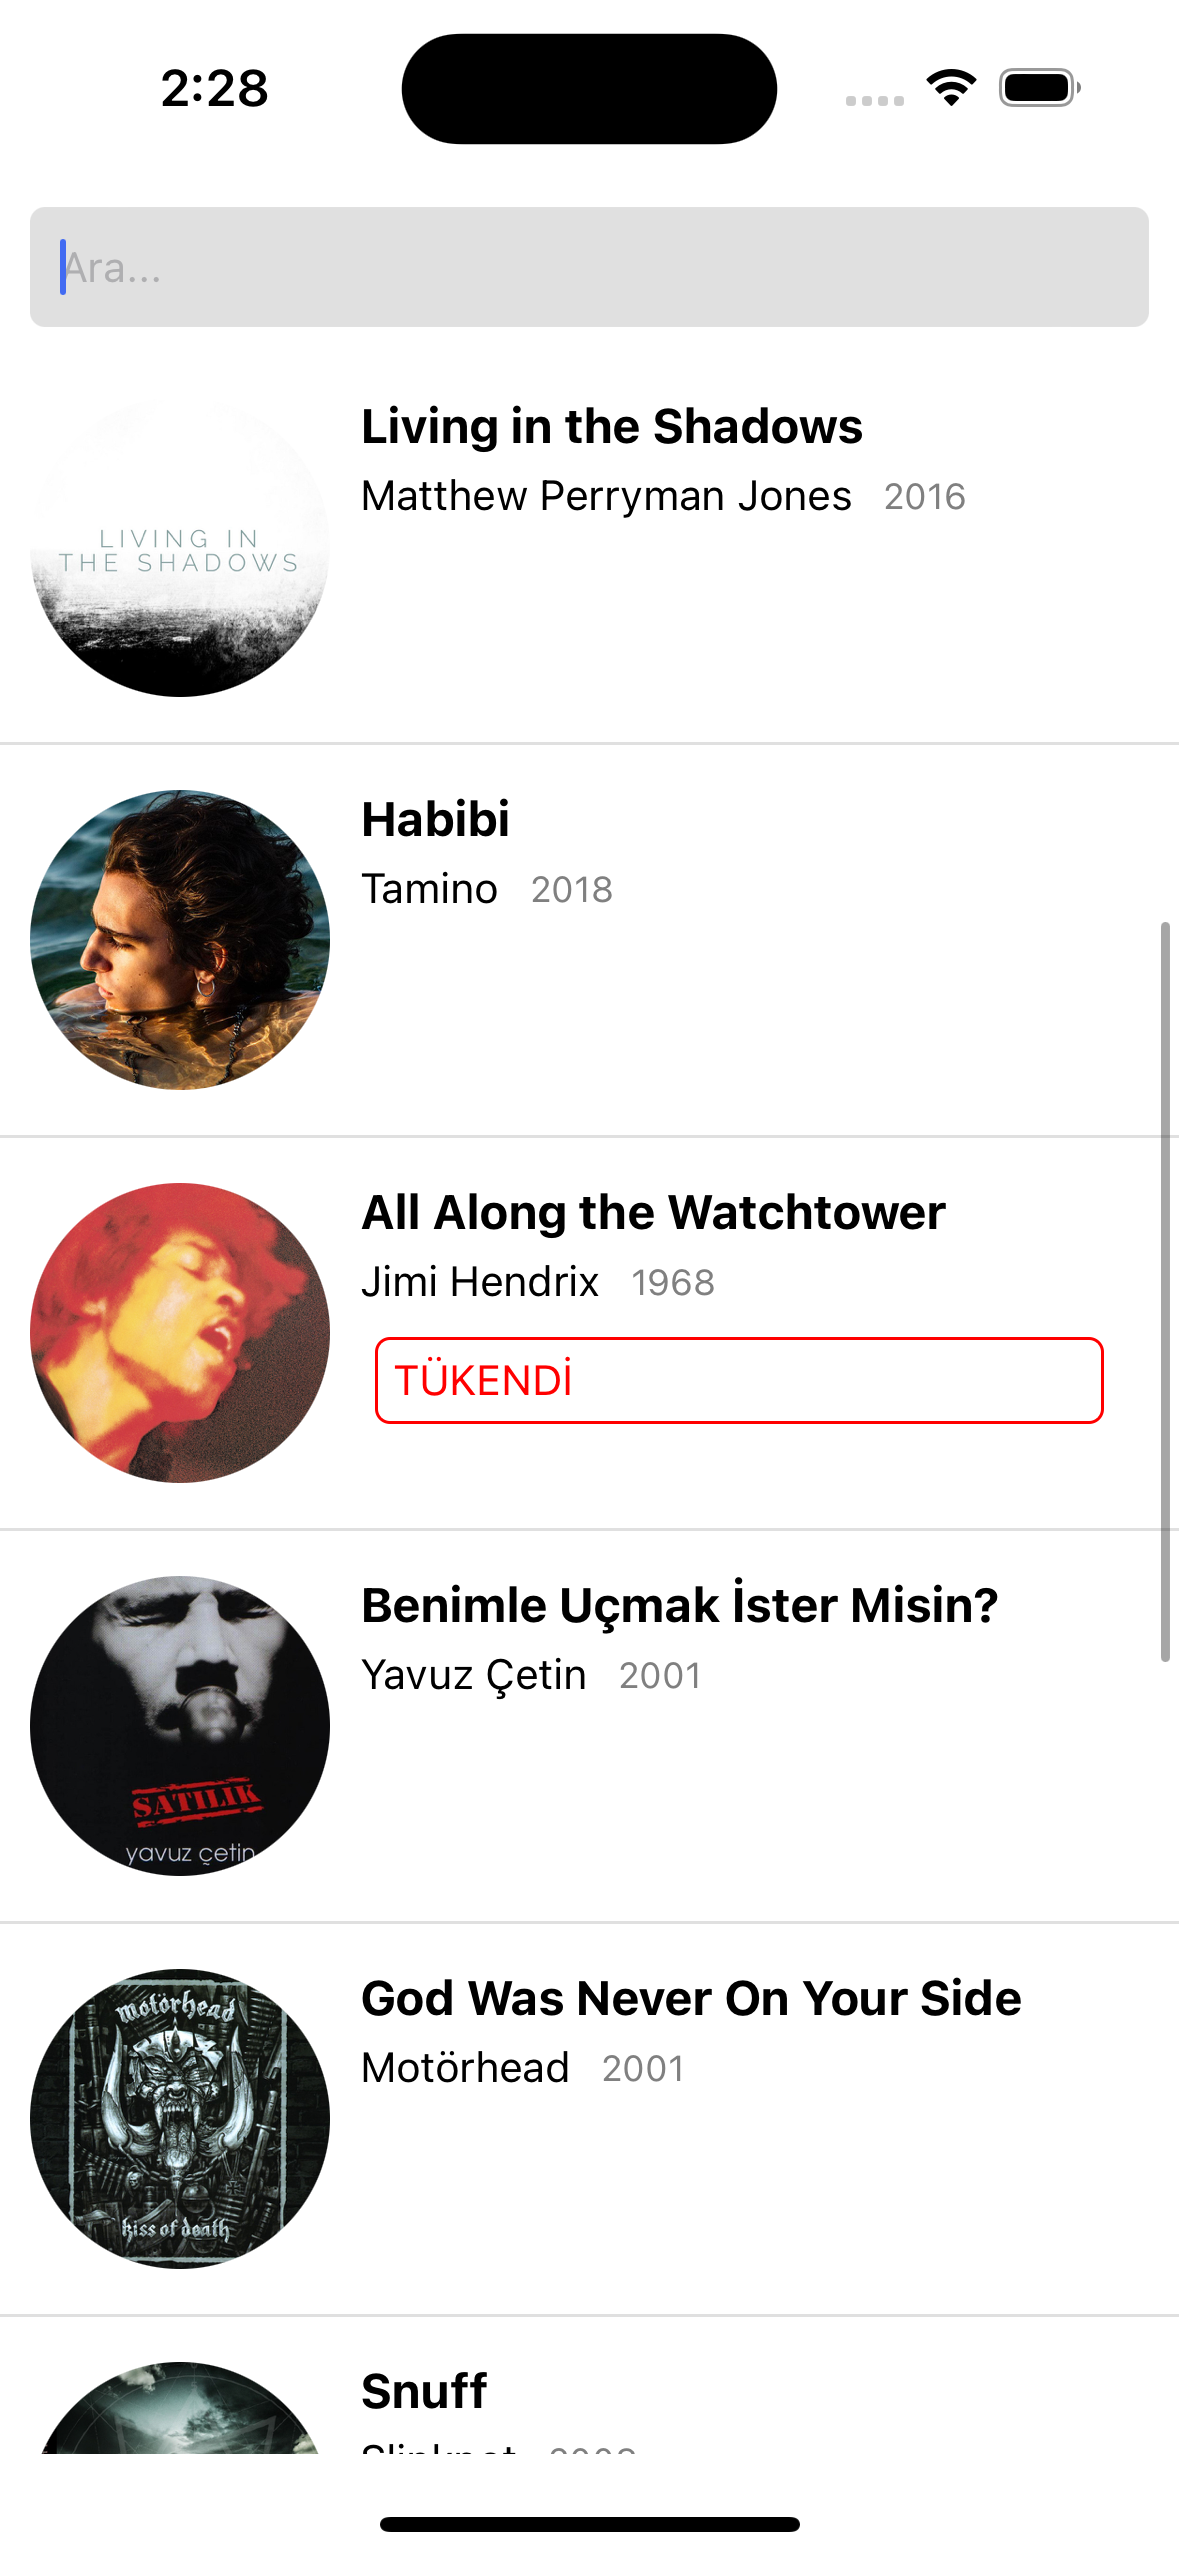 2:28
Ara...
Living in the Shadows
Matthew Perryman Jones 2016
LIVING IN
THE SHADOWS
Habibi
Tamino 2018
All Along the Watchtower
Jimi Hendrix 1968
TÜKENDİ
Benimle Uçmak İster Misin?
Yavuz Çetin 2001
SATILIK
yavuz çetin
God Was Never On Your Side
Motörhead 2001
motörhead
kiss of death
Snuff
Slipknot 2008